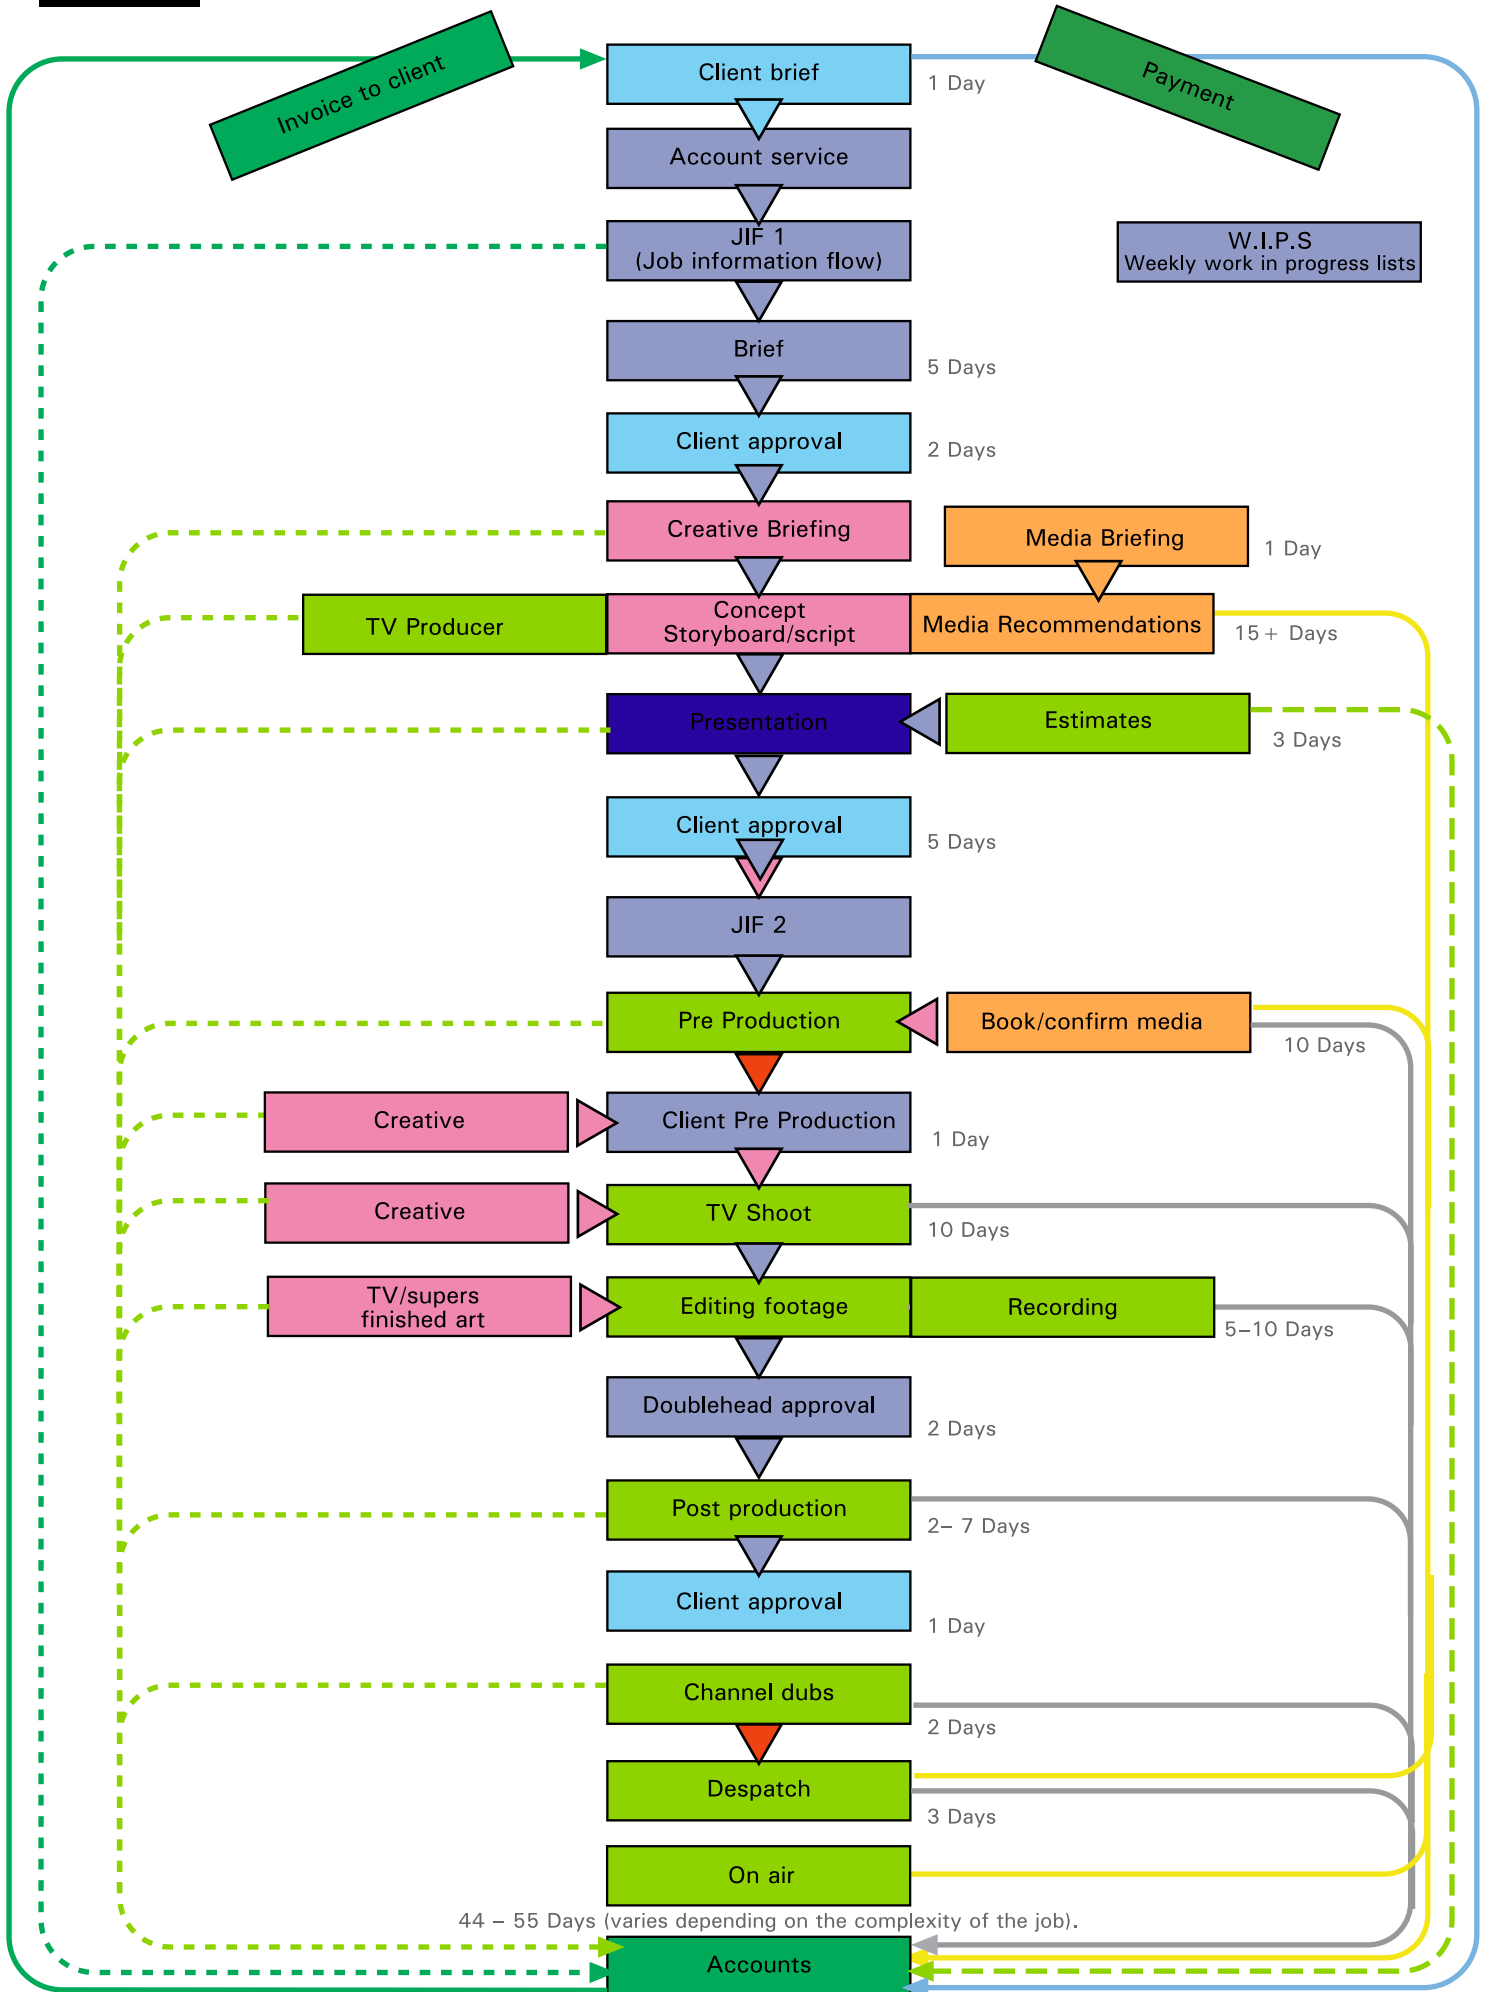 Invoice to client
Client brief
1 Day
Payment
Account service
JIF 1
(Job information flow)
W.I.P.S
Weekly work in progress lists
Brief
5 Days
Client approval
2 Days
Creative Briefing
Media Briefing
1 Day
TV Producer
Concept
Storyboard/script
Media Recommendations
15+ Days
Presentation
Estimates
3 Days
Client approval
5 Days
JIF 2
Pre Production
Book/confirm media
10 Days
Creative
Client Pre Production
1 Day
Creative
TV Shoot
10 Days
TV/supers
finished art
Editing footage
Recording
5–10 Days
Doublehead approval
2 Days
Post production
2– 7 Days
Client approval
1 Day
Channel dubs
2 Days
Despatch
3 Days
On air
44 – 55 Days (varies depending on the complexity of the job).
Accounts